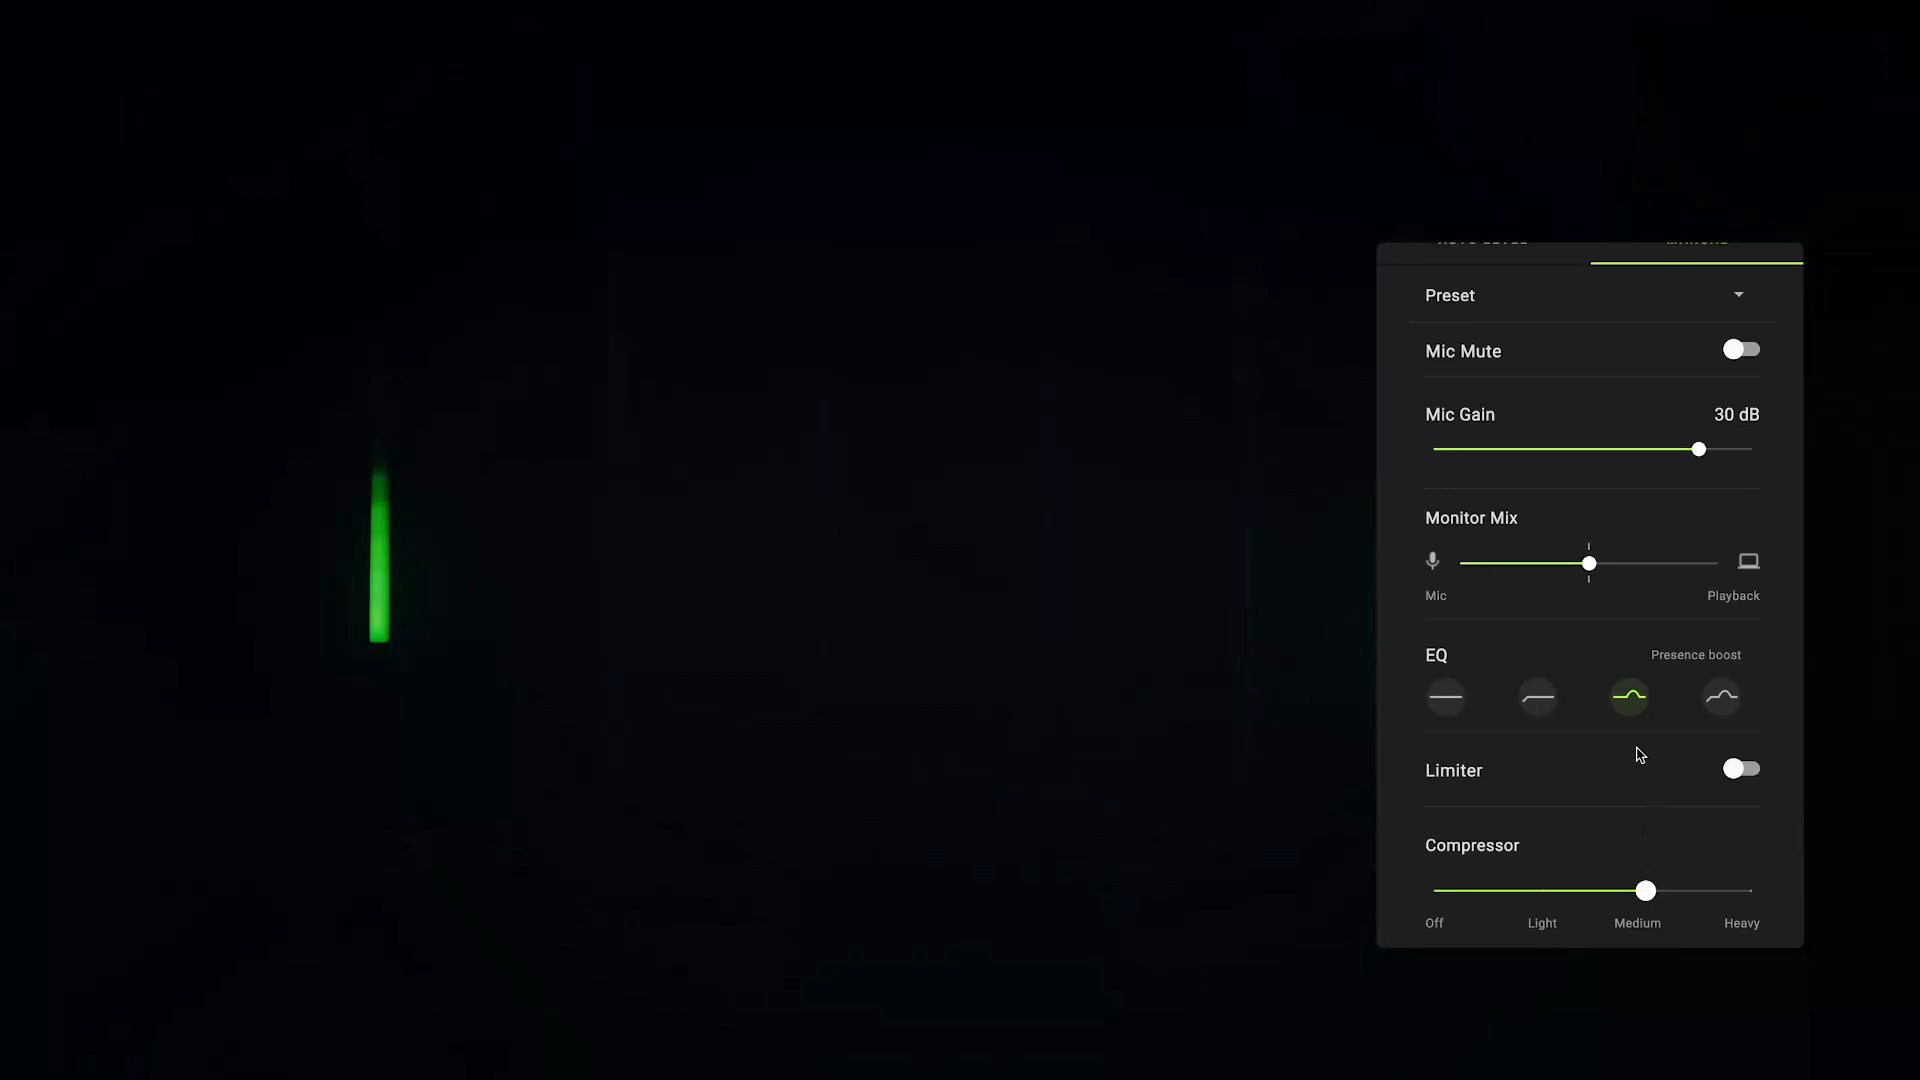 Preset
Mic Mute
Mic Gain 30 dB
Monitor Mix
Mic Playback
EQ Presence boost
Limiter
Compressor
Off Light Medium Heavy